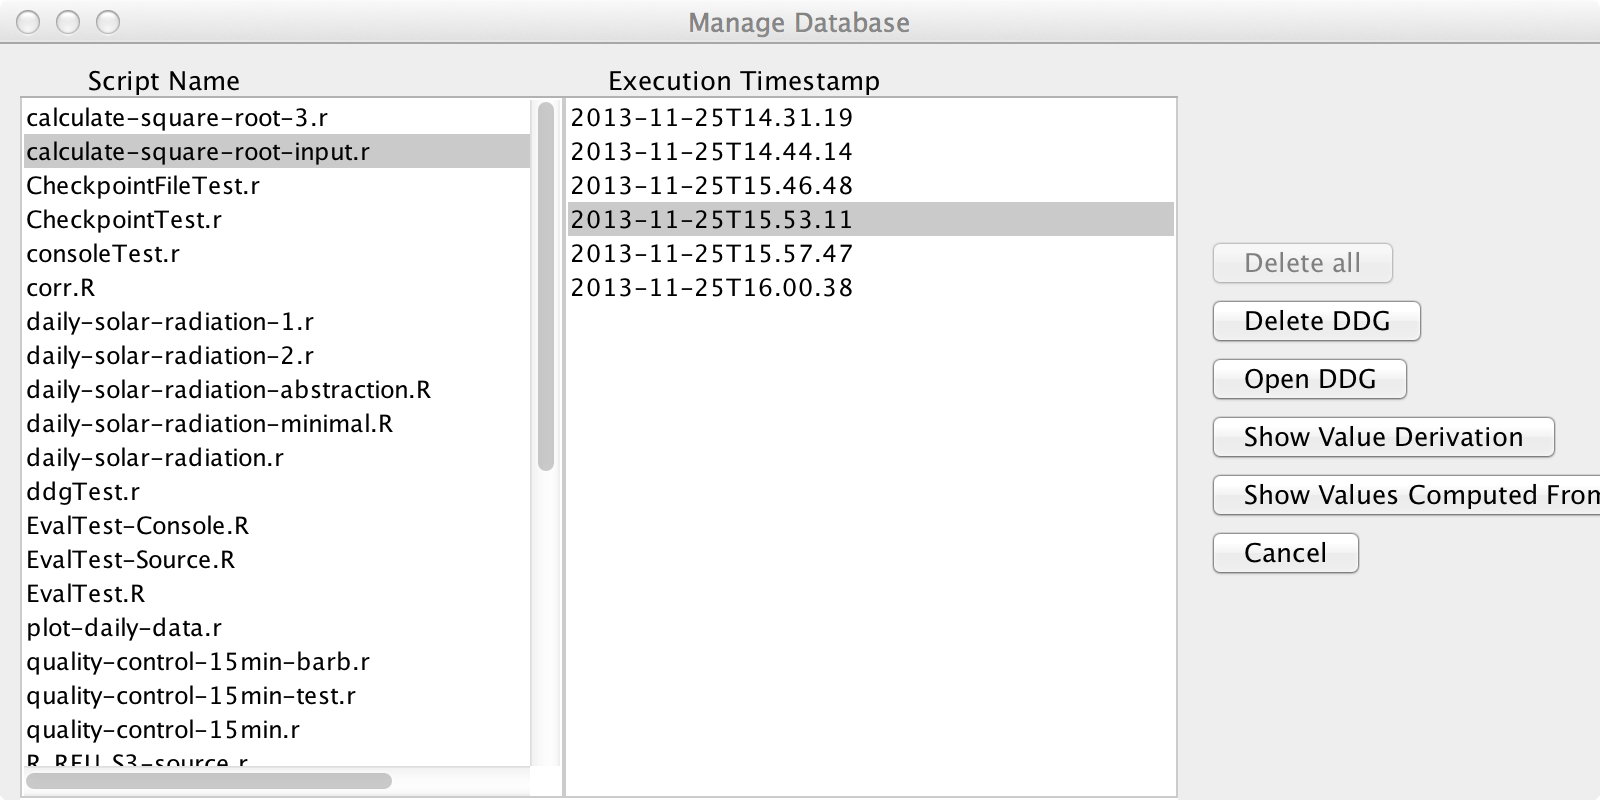 Manage Database
Script Name
Execution Timestamp
calculate-square-root-3.r
calculate-square-root-input.r
CheckpointFileTest.r
CheckpointTest.r
consoleTest.r
corr.R
daily-solar-radiation-1.r
daily-solar-radiation-2.r
daily-solar-radiation-abstraction.R
daily-solar-radiation-minimal.R
daily-solar-radiation.r
ddgTest.r
EvalTest-Console.R
EvalTest-Source.R
EvalTest.R
plot-daily-data.r
quality-control-15min-barb.r
quality-control-15min-test.r
quality-control-15min.r
R_REU_S3-source.r
2013-11-25T14.31.19
2013-11-25T14.44.14
2013-11-25T15.46.48
2013-11-25T15.53.11
2013-11-25T15.57.47
2013-11-25T16.00.38
Delete all
Delete DDG
Open DDG
Show Value Derivation
Show Values Computed From
Cancel